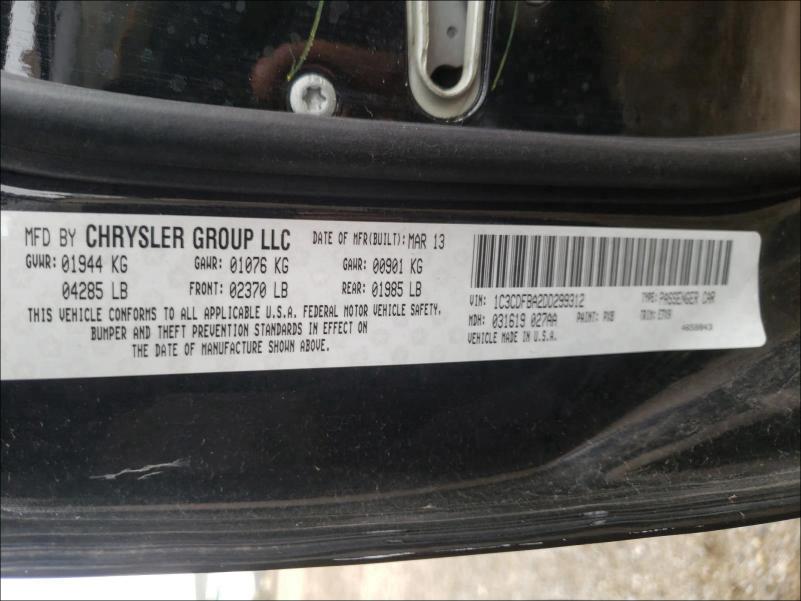 MFD BY CHRYSLER GROUP LLC DATE OF MFR(BUILT): MAR 13
GVWR: 01944 KG GAWR: 01076 KG GAWR: 00901 KG
04285 LB FRONT: 02370 LB REAR: 01985 LB
THIS VEHICLE CONFORMS TO ALL APPLICABLE U.S.A. FEDERAL MOTOR VEHICLE SAFETY,
BUMPER AND THEFT PREVENTION STANDARDS IN EFFECT ON
THE DATE OF MANUFACTURE SHOWN ABOVE.
VIN: 1C3CDFBA2DD299312 TYPE: PASSENGER CAR
MDH: 031619 027AA PAINT: PXB TRIM:
VEHICLE MADE IN U.S.A.